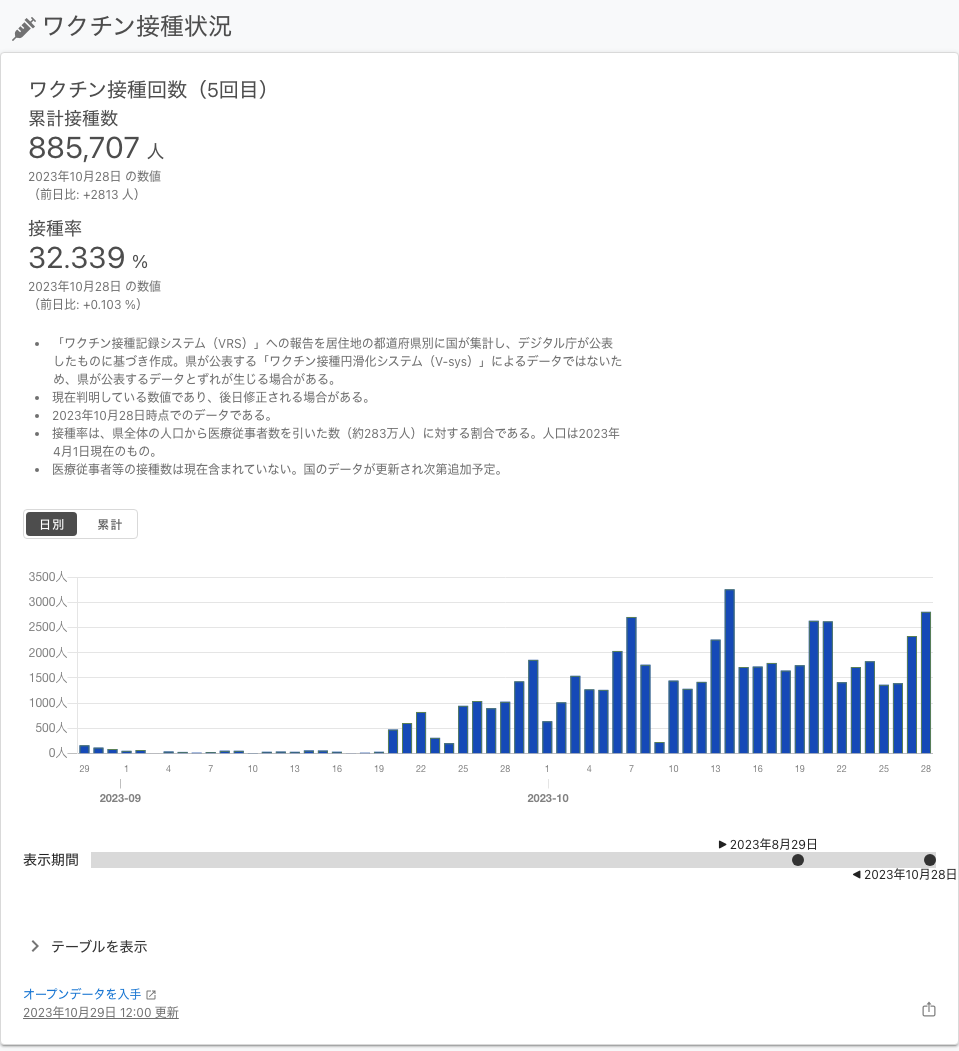 ワクチン接種状況
ワクチン接種回数（5回目）
累計接種数
885,707 人
2023年10月28日 の数値
（前日比: +2813 人）
接種率
32.339 %
2023年10月28日 の数値
（前日比: +0.103 %）
• 「ワクチン接種記録システム（VRS）」への報告を居住地の都道府県別に国が集計し、デジタル庁が公表
したものに基づき作成。県が公表する「ワクチン接種円滑化システム（V-sys）」によるデータではないた
め、県が公表するデータとずれが生じる場合がある。
• 現在判明している数値であり、後日修正される場合がある。
• 2023年10月28日時点でのデータである。
• 接種率は、県全体の人口から医療従事者数を引いた数（約283万人）に対する割合である。人口は2023年
4月1日現在のもの。
• 医療従事者等の接種数は現在含まれていない。国のデータが更新され次第追加予定。
日別 累計
3500人
3000人
2500人
2000人
1500人
1000人
500人
0人
29 1 4 7 10 13 16 19 22 25 28 1 4 7 10 13 16 19 22 25 28
2023-09 2023-10
▶ 2023年8月29日
表示期間
◀ 2023年10月28日
テーブルを表示
オープンデータを入手
2023年10月29日 12:00 更新